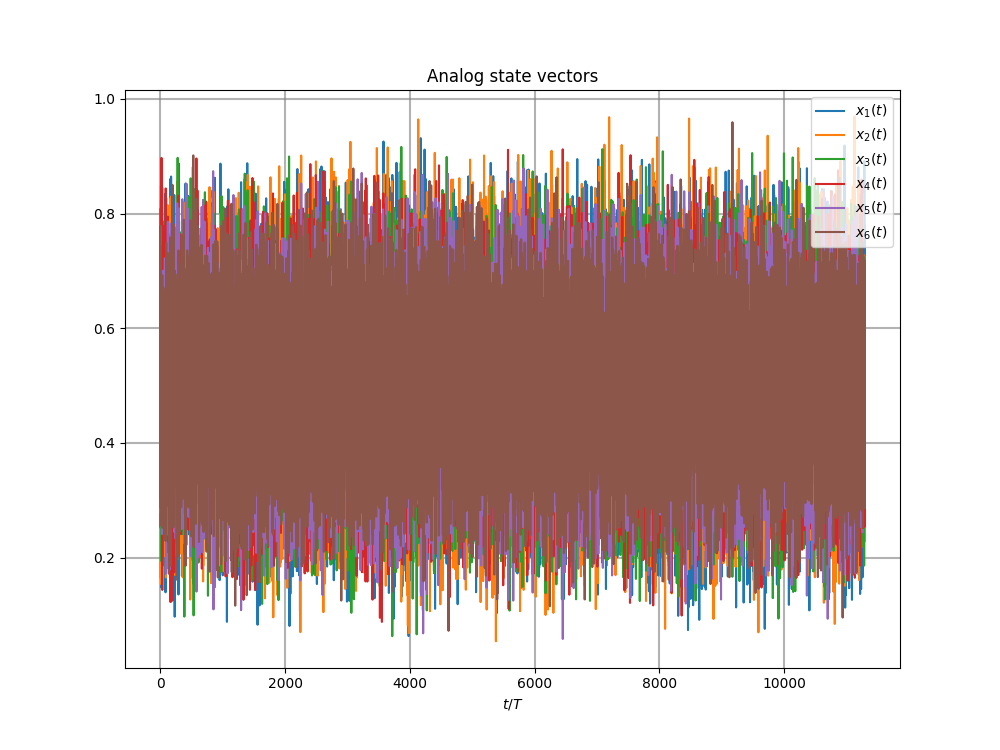 Analog state vectors
1.0
0.8
0.6
0.4
0.2
0
2000
4000
6000
8000
10000
t/T
x₁(t)
x₂(t)
x₃(t)
x₄(t)
x₅(t)
x₆(t)